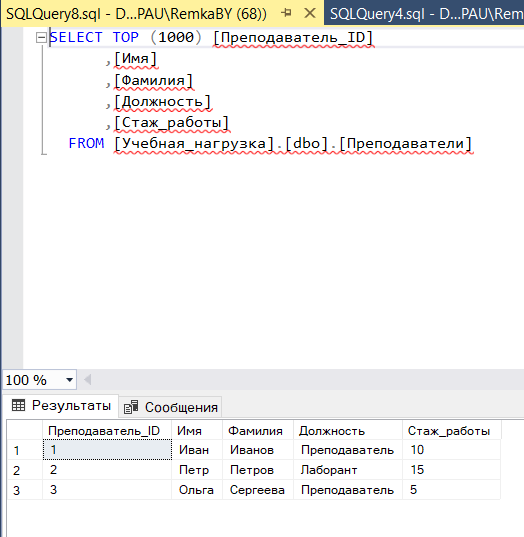 SQLQuery8.sql - D...PAU\RemkaBY (68)) SQLQuery4.sql - D...PAU\Rem
SELECT TOP (1000) [Преподаватель_ID]
,[Имя]
,[Фамилия]
,[Должность]
,[Стаж_работы]
FROM [Учебная_нагрузка].[dbo].[Преподаватели]
100 %
Результаты Сообщения
Преподаватель_ID Имя Фамилия Должность Стаж_работы
1 1 Иван Иванов Преподаватель 10
2 2 Петр Петров Лаборант 15
3 3 Ольга Сергеева Преподаватель 5